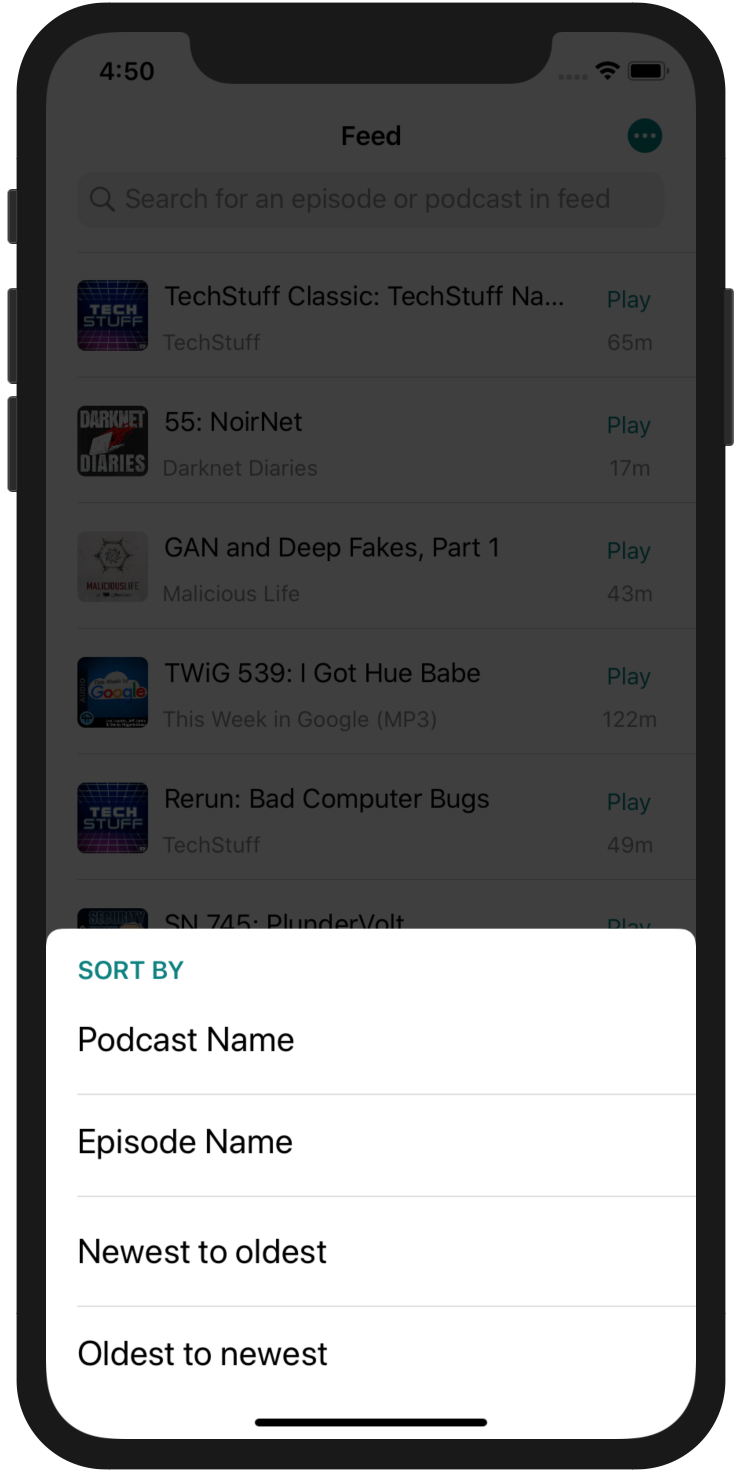 4:50
Feed
Search for an episode or podcast in feed
TECH
STUFF
TechStuff Classic: TechStuff Na...
Play
TechStuff
65m
DARKNET
DIARIES
55: NoirNet
Play
Darknet Diaries
17m
MALICIOUSLIFE
GAN and Deep Fakes, Part 1
Play
Malicious Life
43m
AUDIO
Google
TWiG 539: I Got Hue Babe
Play
This Week in Google (MP3)
122m
TECH
STUFF
Rerun: Bad Computer Bugs
Play
TechStuff
49m
SECURITY
SN 745: PlunderVolt
Play
SORT BY
Podcast Name
Episode Name
Newest to oldest
Oldest to newest